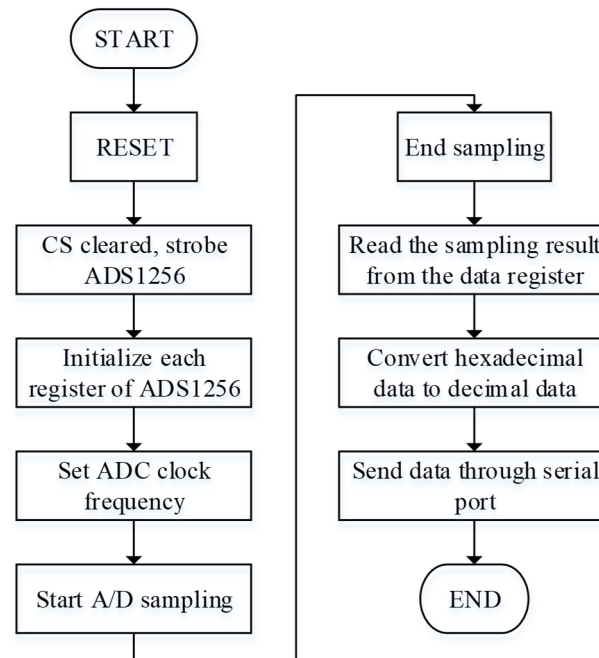 START
RESET
CS cleared, strobe
ADS1256
Initialize each
register of ADS1256
Set ADC clock
frequency
Start A/D sampling
End sampling
Read the sampling result
from the data register
Convert hexadecimal
data to decimal data
Send data through serial
port
END